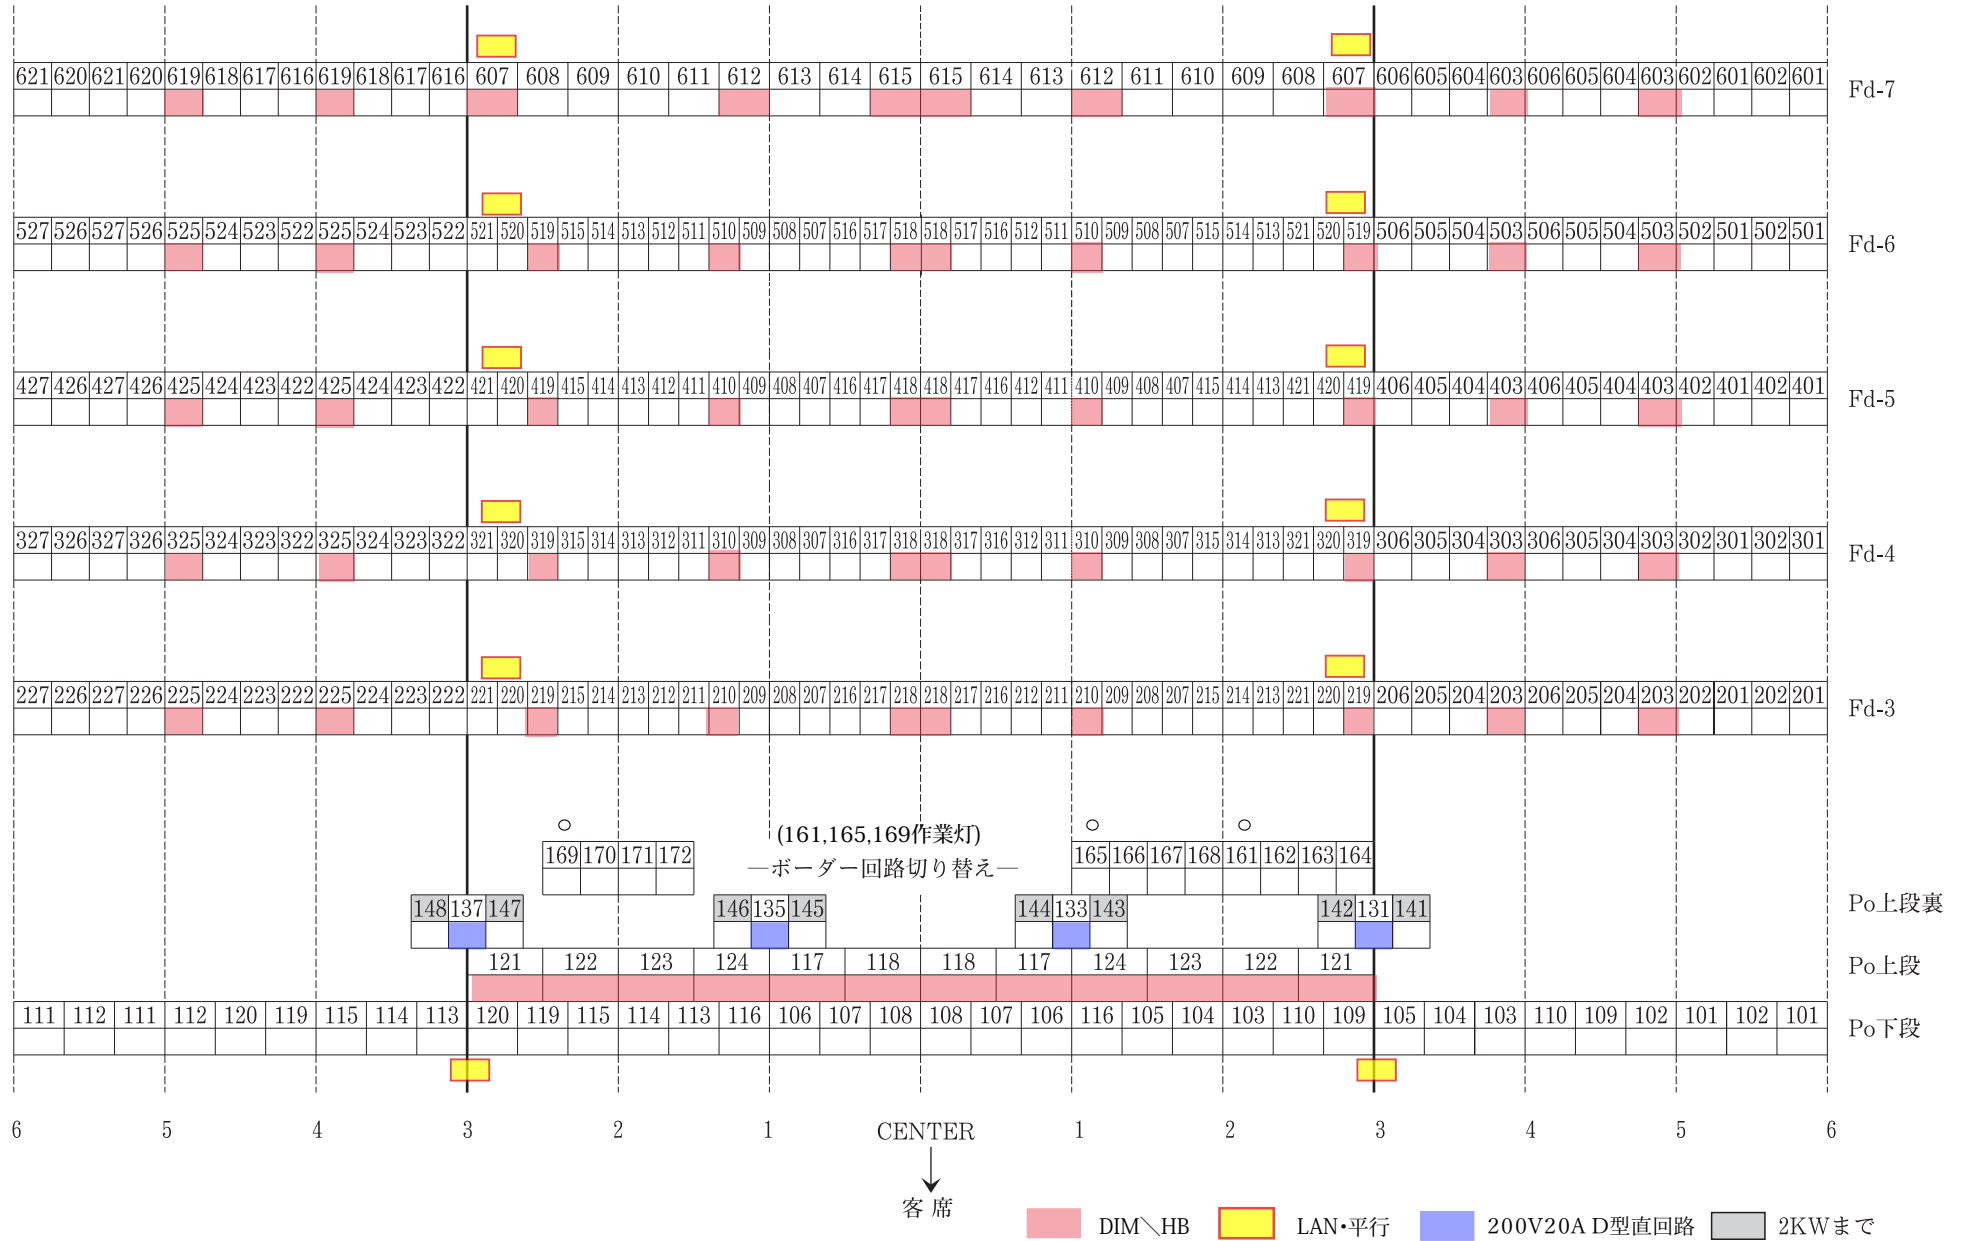 621 620 621 620 619 618 617 616 619 618 617 616 607 608 609 610 611 612 613 614 615 615 614 613 612 611 610 609 608 607 606 605 604 603 606 605 604 603 602 601 602 601 Fd-7
527 526 527 526 525 524 523 522 525 524 523 522 521 520 519 515 514 513 512 511 510 509 508 507 516 517 518 518 517 516 512 511 510 509 508 507 515 514 513 521 520 519 506 505 504 503 506 505 504 503 502 501 502 501 Fd-6
427 426 427 426 425 424 423 422 425 424 423 422 421 420 419 415 414 413 412 411 410 409 408 407 416 417 418 418 417 416 412 411 410 409 408 407 415 414 413 421 420 419 406 405 404 403 406 405 404 403 402 401 402 401 Fd-5
327 326 327 326 325 324 323 322 325 324 323 322 321 320 319 315 314 313 312 311 310 309 308 307 316 317 318 318 317 316 312 311 310 309 308 307 315 314 313 321 320 319 306 305 304 303 306 305 304 303 302 301 302 301 Fd-4
227 226 227 226 225 224 223 222 225 224 223 222 221 220 219 215 214 213 212 211 210 209 208 207 216 217 218 218 217 216 212 211 210 209 208 207 215 214 213 221 220 219 206 205 204 203 206 205 204 203 202 201 202 201 Fd-3
(161,165,169作業灯)
169 170 171 172 ―ボーダー回路切り替え― 165 166 167 168 161 162 163 164
148 137 147 146 135 145 144 133 143 142 131 141 Po上段裏
121 122 123 124 117 118 118 117 124 123 122 121 Po上段
111 112 111 112 120 119 115 114 113 120 119 115 114 113 116 106 107 108 108 107 106 116 105 104 103 110 109 105 104 103 110 109 102 101 102 101 Po下段
6 5 4 3 2 1 CENTER 1 2 3 4 5 6
客 席
DIM＼HB LAN・平行 200V20A D型直回路 2KWまで